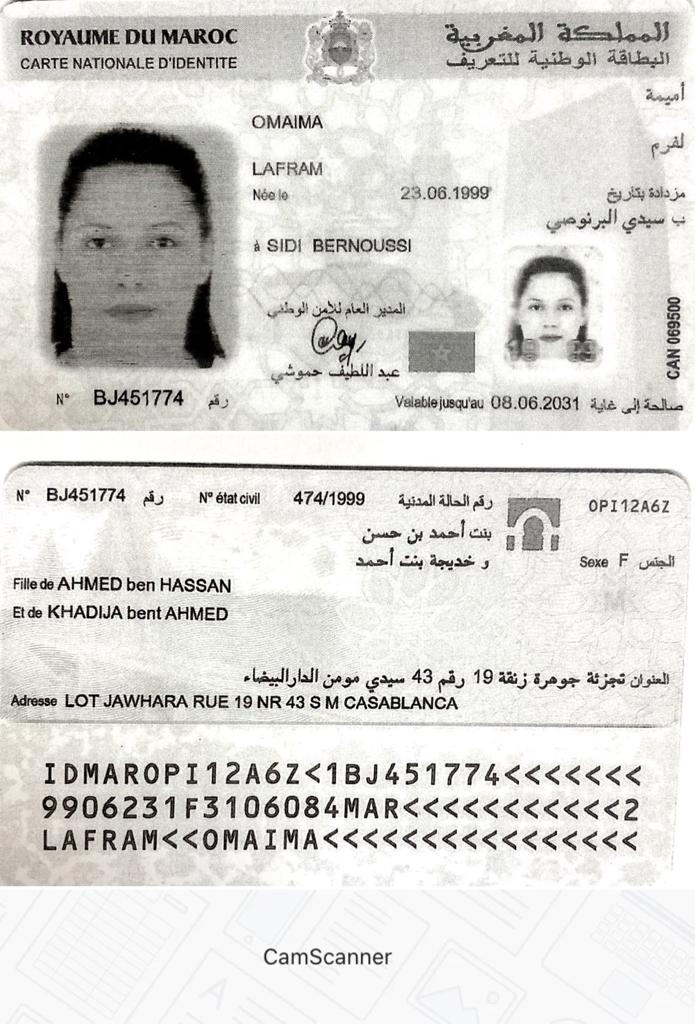 ROYAUME DU MAROC
المملكة المغربية
CARTE NATIONALE D'IDENTITE
البطاقة الوطنية للتعريف
أميمة
OMAIMA
لفرم
LAFRAM
Née le 23.06.1999 مزدادة بتاريخ
ب سيدي البرنوصي
à SIDI BERNOUSSI
المدير العام للأمن الوطني
عبد اللطيف حموشي
CAN 069500
N° BJ451774 رقم
Valable jusqu'au 08.06.2031 صالحة إلى غاية
N° BJ451774 رقم
N° état civil 474/1999 رقم الحالة المدنية
OPI12A6Z
بنت أحمد بن حسن
و خديجة بنت أحمد
Sexe F الجنس
Fille de AHMED ben HASSAN
Et de KHADIJA bent AHMED
العنوان تجزئة جوهرة زنقة 19 رقم 43 سيدي مومن الدارالبيضاء
Adresse LOT JAWHARA RUE 19 NR 43 S M CASABLANCA
IDMAROPI12A6Z<1BJ451774<<<<<<<
9906231F3106084MAR<<<<<<<<<<<2
LAFRAM<<OMAIMA<<<<<<<<<<<<<<<<
CamScanner